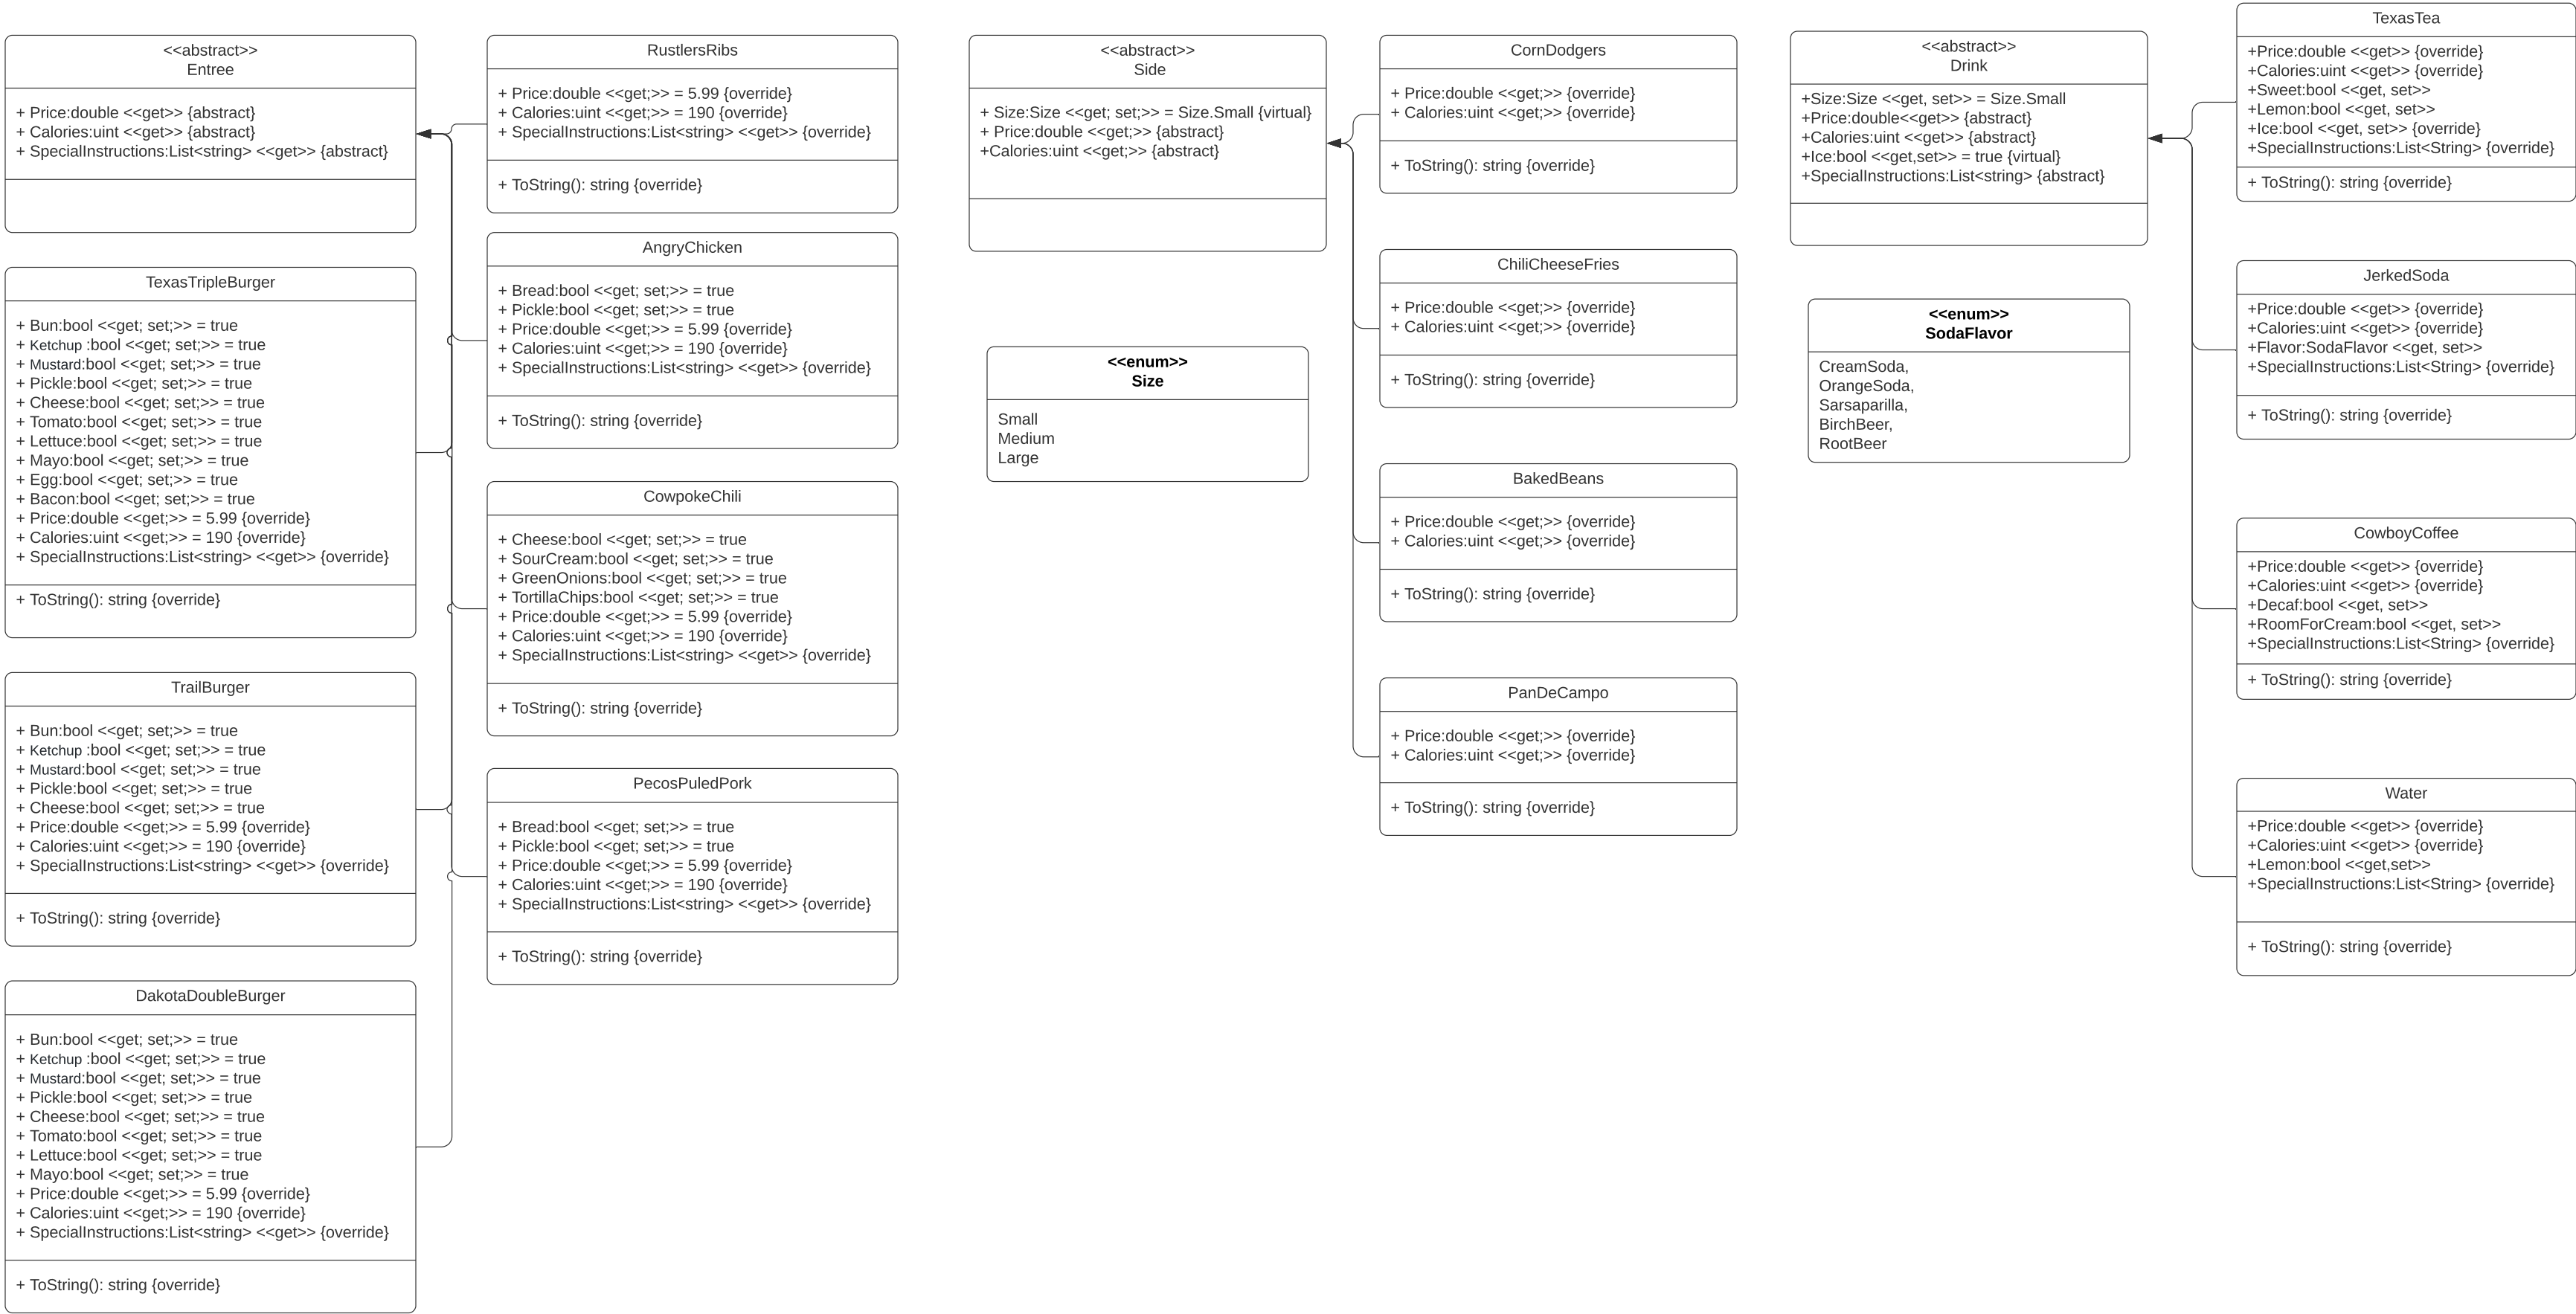 <<abstract>>
Entree
+ Price:double <<get>> {abstract}
+ Calories:uint <<get>> {abstract}
+ SpecialInstructions:List<string> <<get>> {abstract}
TexasTripleBurger
+ Bun:bool <<get; set;>> = true
+ Ketchup :bool <<get; set;>> = true
+ Mustard:bool <<get; set;>> = true
+ Pickle:bool <<get; set;>> = true
+ Cheese:bool <<get; set;>> = true
+ Tomato:bool <<get; set;>> = true
+ Lettuce:bool <<get; set;>> = true
+ Mayo:bool <<get; set;>> = true
+ Egg:bool <<get; set;>> = true
+ Bacon:bool <<get; set;>> = true
+ Price:double <<get;>> = 5.99 {override}
+ Calories:uint <<get;>> = 190 {override}
+ SpecialInstructions:List<string> <<get>> {override}
+ ToString(): string {override}
TrailBurger
+ Bun:bool <<get; set;>> = true
+ Ketchup :bool <<get; set;>> = true
+ Mustard:bool <<get; set;>> = true
+ Pickle:bool <<get; set;>> = true
+ Cheese:bool <<get; set;>> = true
+ Price:double <<get;>> = 5.99 {override}
+ Calories:uint <<get;>> = 190 {override}
+ SpecialInstructions:List<string> <<get>> {override}
+ ToString(): string {override}
DakotaDoubleBurger
+ Bun:bool <<get; set;>> = true
+ Ketchup :bool <<get; set;>> = true
+ Mustard:bool <<get; set;>> = true
+ Pickle:bool <<get; set;>> = true
+ Cheese:bool <<get; set;>> = true
+ Tomato:bool <<get; set;>> = true
+ Lettuce:bool <<get; set;>> = true
+ Mayo:bool <<get; set;>> = true
+ Price:double <<get;>> = 5.99 {override}
+ Calories:uint <<get;>> = 190 {override}
+ SpecialInstructions:List<string> <<get>> {override}
+ ToString(): string {override}
RustlersRibs
+ Price:double <<get;>> = 5.99 {override}
+ Calories:uint <<get;>> = 190 {override}
+ SpecialInstructions:List<string> <<get>> {override}
+ ToString(): string {override}
AngryChicken
+ Bread:bool <<get; set;>> = true
+ Pickle:bool <<get; set;>> = true
+ Price:double <<get;>> = 5.99 {override}
+ Calories:uint <<get;>> = 190 {override}
+ SpecialInstructions:List<string> <<get>> {override}
+ ToString(): string {override}
CowpokeChili
+ Cheese:bool <<get; set;>> = true
+ SourCream:bool <<get; set;>> = true
+ GreenOnions:bool <<get; set;>> = true
+ TortillaChips:bool <<get; set;>> = true
+ Price:double <<get;>> = 5.99 {override}
+ Calories:uint <<get;>> = 190 {override}
+ SpecialInstructions:List<string> <<get>> {override}
+ ToString(): string {override}
PecosPuledPork
+ Bread:bool <<get; set;>> = true
+ Pickle:bool <<get; set;>> = true
+ Price:double <<get;>> = 5.99 {override}
+ Calories:uint <<get;>> = 190 {override}
+ SpecialInstructions:List<string> <<get>> {override}
+ ToString(): string {override}
<<abstract>>
Side
+ Size:Size <<get; set;>> = Size.Small {virtual}
+ Price:double <<get;>> {abstract}
+Calories:uint <<get;>> {abstract}
<<enum>>
Size
Small
Medium
Large
CornDodgers
+ Price:double <<get;>> {override}
+ Calories:uint <<get;>> {override}
+ ToString(): string {override}
ChiliCheeseFries
+ Price:double <<get;>> {override}
+ Calories:uint <<get;>> {override}
+ ToString(): string {override}
BakedBeans
+ Price:double <<get;>> {override}
+ Calories:uint <<get;>> {override}
+ ToString(): string {override}
PanDeCampo
+ Price:double <<get;>> {override}
+ Calories:uint <<get;>> {override}
+ ToString(): string {override}
<<abstract>>
Drink
+Size:Size <<get, set>> = Size.Small
+Price:double<<get>> {abstract}
+Calories:uint <<get>> {abstract}
+Ice:bool <<get,set>> = true {virtual}
+SpecialInstructions:List<string> {abstract}
<<enum>>
SodaFlavor
CreamSoda,
OrangeSoda,
Sarsaparilla,
BirchBeer,
RootBeer
TexasTea
+Price:double <<get>> {override}
+Calories:uint <<get>> {override}
+Sweet:bool <<get, set>>
+Lemon:bool <<get, set>>
+Ice:bool <<get, set>> {override}
+SpecialInstructions:List<String> {override}
+ ToString(): string {override}
JerkedSoda
+Price:double <<get>> {override}
+Calories:uint <<get>> {override}
+Flavor:SodaFlavor <<get, set>>
+SpecialInstructions:List<String> {override}
+ ToString(): string {override}
CowboyCoffee
+Price:double <<get>> {override}
+Calories:uint <<get>> {override}
+Decaf:bool <<get, set>>
+RoomForCream:bool <<get, set>>
+SpecialInstructions:List<String> {override}
+ ToString(): string {override}
Water
+Price:double <<get>> {override}
+Calories:uint <<get>> {override}
+Lemon:bool <<get,set>>
+SpecialInstructions:List<String> {override}
+ ToString(): string {override}